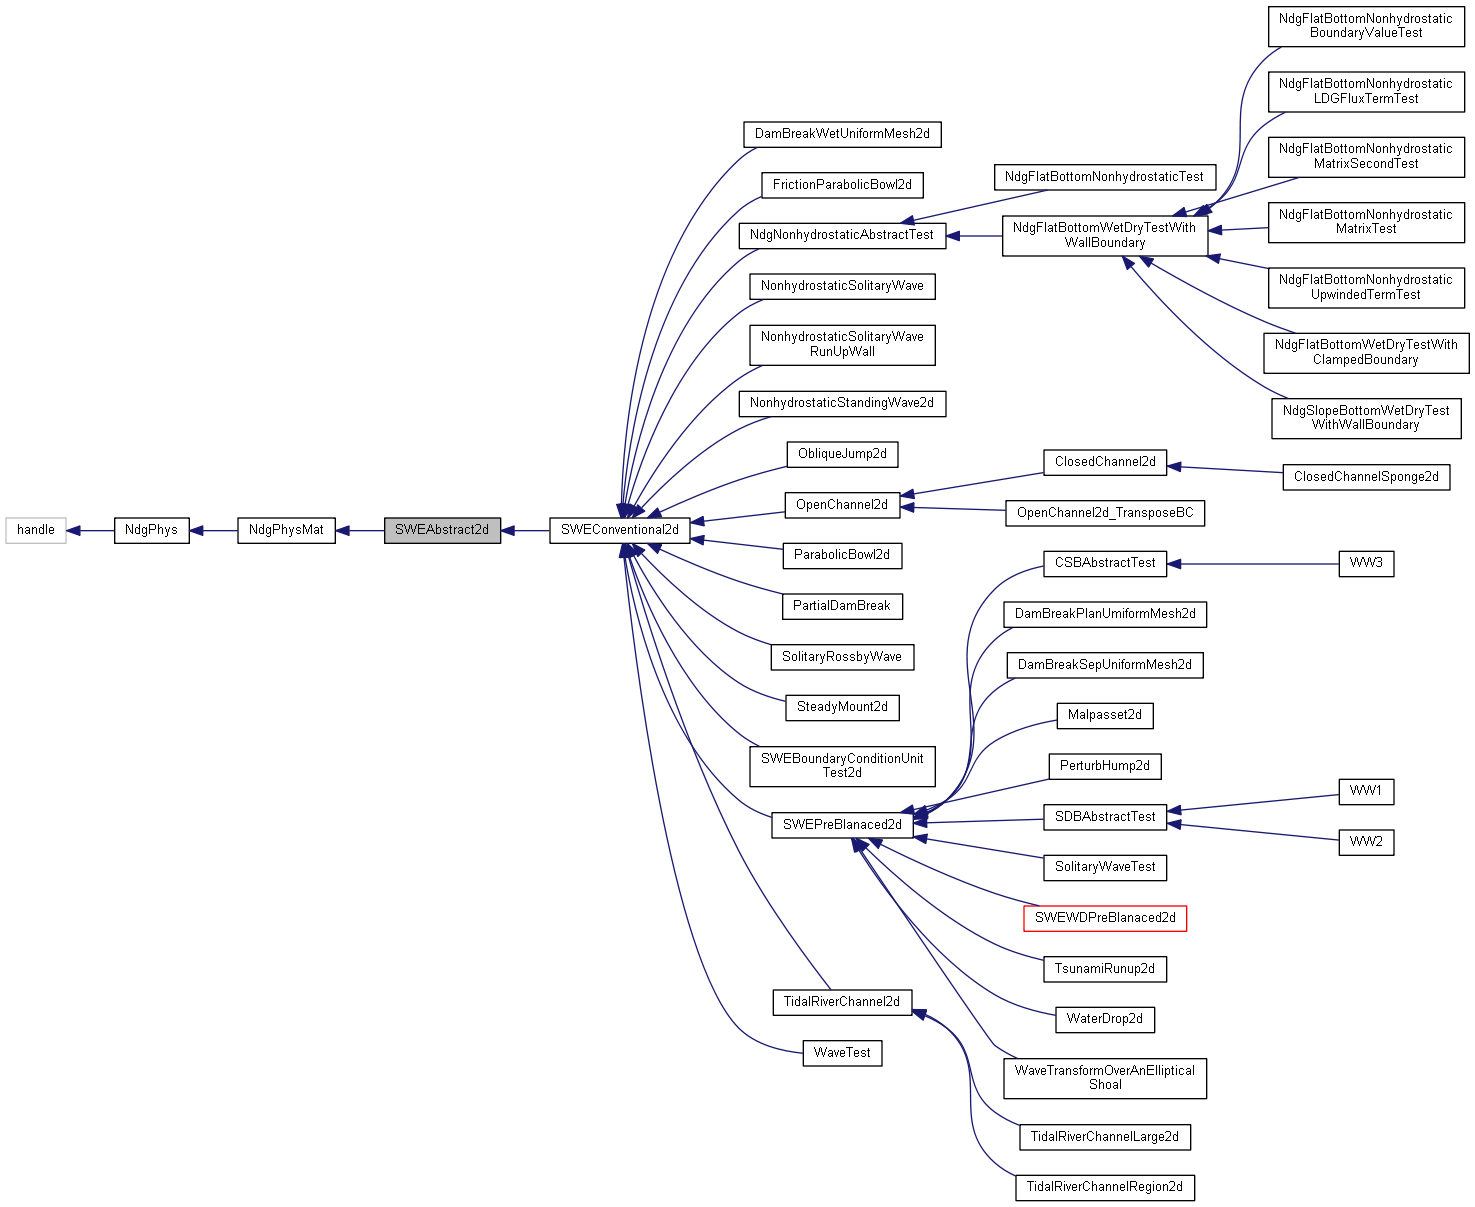 handle
NdgPhys
NdgPhysMat
SWEAbstract2d
SWEConventional2d
DamBreakWetUniformMesh2d
FrictionParabolicBowl2d
NdgNonhydrostaticAbstractTest
NonhydrostaticSolitaryWave
NonhydrostaticSolitaryWave
RunUpWall
NonhydrostaticStandingWave2d
ObliqueJump2d
OpenChannel2d
ParabolicBowl2d
PartialDamBreak
SolitaryRossbyWave
SteadyMount2d
SWEBoundaryConditionUnit
Test2d
SWEPreBlanaced2d
TidalRiverChannel2d
WaveTest
NdgFlatBottomNonhydrostaticTest
NdgFlatBottomWetDryTestWith
WallBoundary
ClosedChannel2d
OpenChannel2d_TransposeBC
CSBAbstractTest
DamBreakPlanUmiformMesh2d
DamBreakSepUniformMesh2d
Malpasset2d
PerturbHump2d
SDBAbstractTest
SolitaryWaveTest
SWEWDPreBlanaced2d
TsunamiRunup2d
WaterDrop2d
WaveTransformOverAnElliptical
Shoal
TidalRiverChannelLarge2d
TidalRiverChannelRegion2d
NdgFlatBottomNonhydrostatic
BoundaryValueTest
NdgFlatBottomNonhydrostatic
LDGFluxTermTest
NdgFlatBottomNonhydrostatic
MatrixSecondTest
NdgFlatBottomNonhydrostatic
MatrixTest
NdgFlatBottomNonhydrostatic
UpwindedTermTest
NdgFlatBottomWetDryTestWith
ClampedBoundary
NdgSlopeBottomWetDryTest
WithWallBoundary
ClosedChannelSponge2d
WW3
WW1
WW2